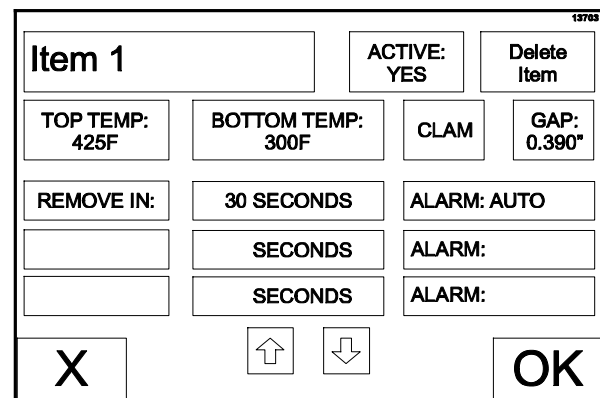 13703
Item 1
ACTIVE:
YES
Delete
Item
TOP TEMP:
425F
BOTTOM TEMP:
300F
CLAM
GAP:
0.390"
REMOVE IN:
30 SECONDS
ALARM: AUTO
SECONDS
ALARM:
SECONDS
ALARM:
X
OK